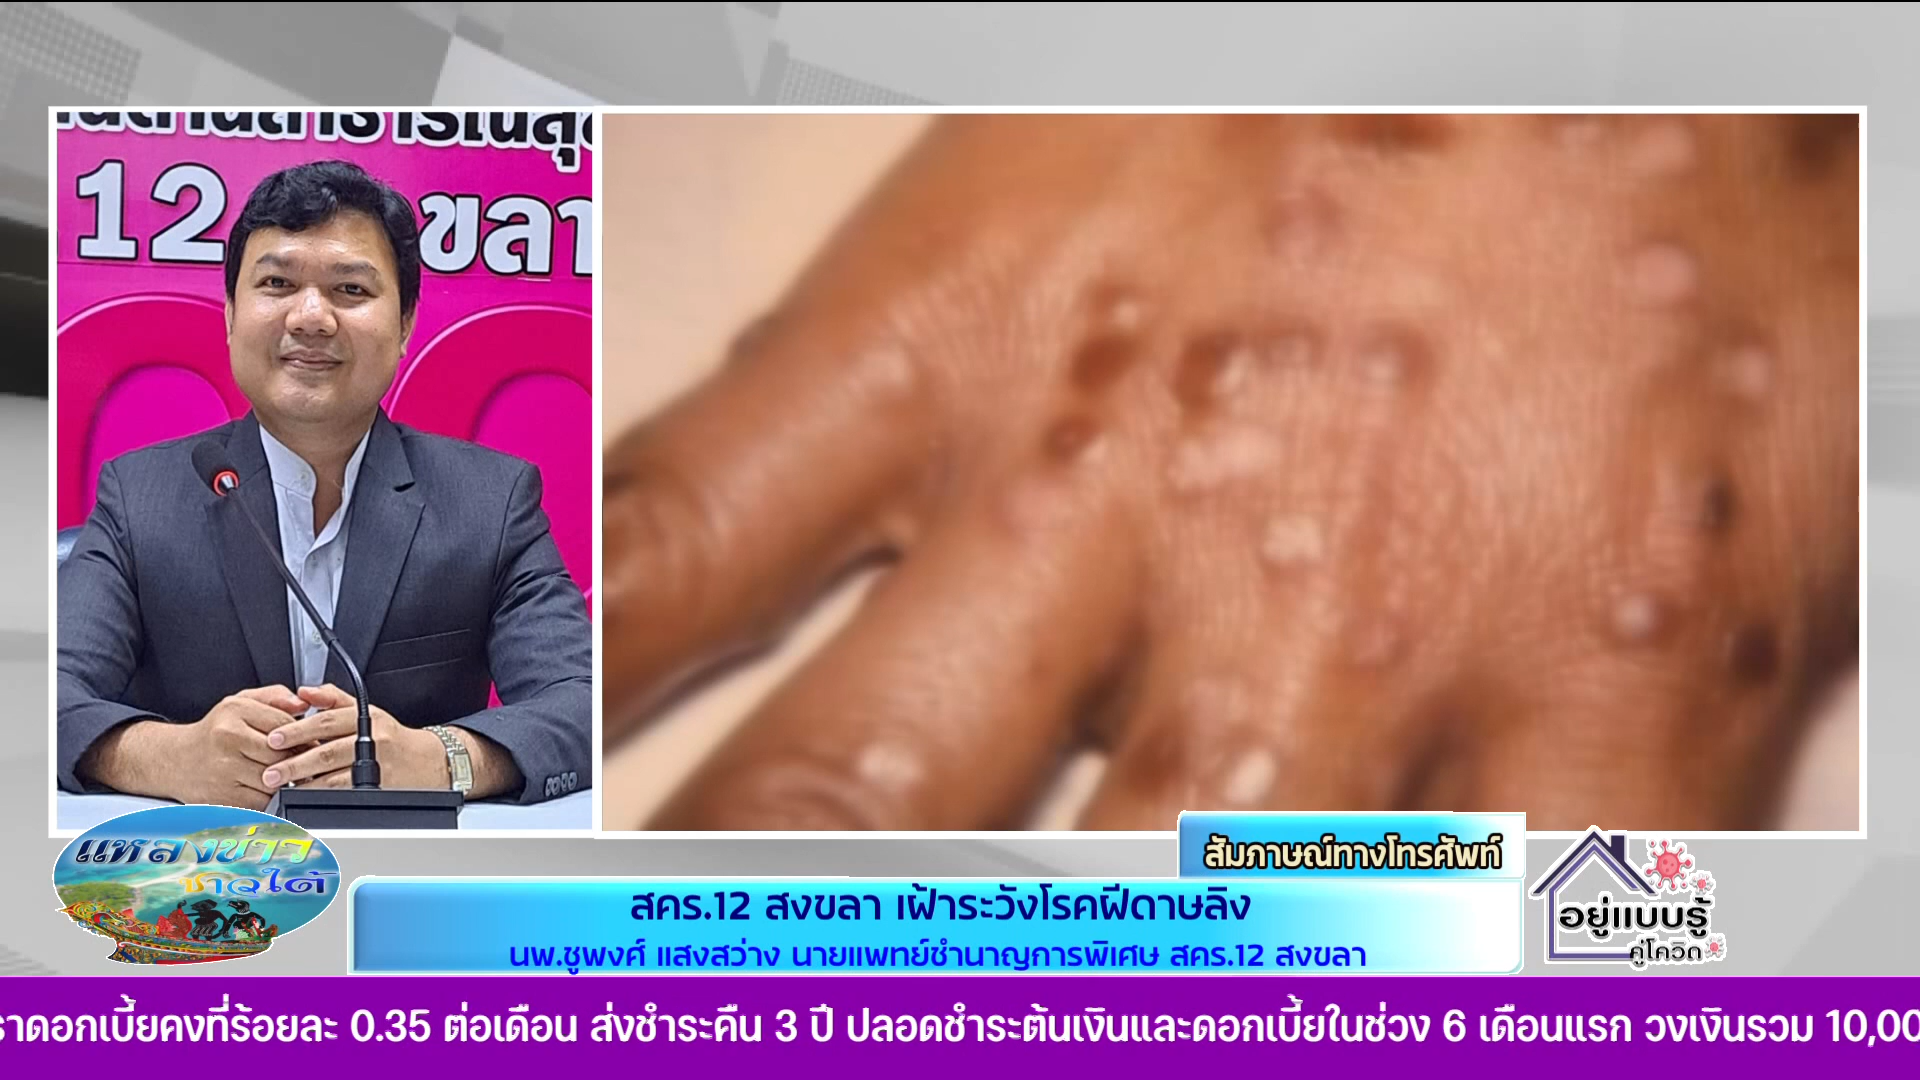 12
ขลา
แหลงข่าว
ชาวใต้
สัมภาษณ์ทางโทรศัพท์
สคร.12 สงขลา เฝ้าระวังโรคฝีดาษลิง
นพ.ชูพงศ์ แสงสว่าง นายแพทย์ชำนาญการพิเศษ สคร.12 สงขลา
อยู่แบบรู้
คู่โควิด
ราดอกเบี้ยคงที่ร้อยละ 0.35 ต่อเดือน ส่งชำระคืน 3 ปี ปลอดชำระต้นเงินและดอกเบี้ยในช่วง 6 เดือนแรก วงเงินรวม 10,00